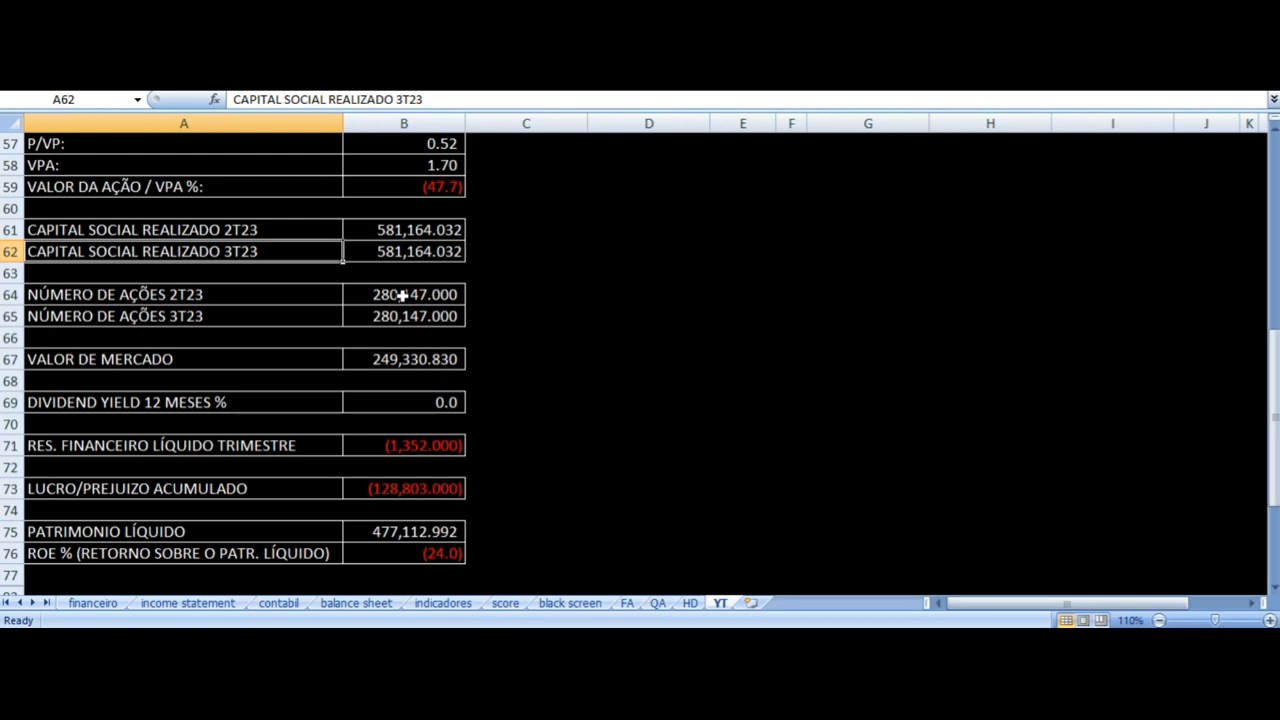 A62 fx CAPITAL SOCIAL REALIZADO 3T23
A B C D E F G H I J K
57 P/VP: 0.52
58 VPA: 1.70
59 VALOR DA AÇÃO / VPA %: (47.7)
60
61 CAPITAL SOCIAL REALIZADO 2T23 581,164.032
62 CAPITAL SOCIAL REALIZADO 3T23 581,164.032
63
64 NÚMERO DE AÇÕES 2T23 280,147.000
65 NÚMERO DE AÇÕES 3T23 280,147.000
66
67 VALOR DE MERCADO 249,330.830
68
69 DIVIDEND YIELD 12 MESES % 0.0
70
71 RES. FINANCEIRO LÍQUIDO TRIMESTRE (1,352.000)
72
73 LUCRO/PREJUIZO ACUMULADO (128,803.000)
74
75 PATRIMONIO LÍQUIDO 477,112.992
76 ROE % (RETORNO SOBRE O PATR. LÍQUIDO) (24.0)
77
financeiro income statement contabil balance sheet indicadores score black screen FA QA HD YT
Ready 110%